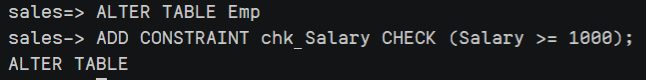 sales=> ALTER TABLE Emp
sales-> ADD CONSTRAINT chk_Salary CHECK (Salary >= 1000);
ALTER TABLE